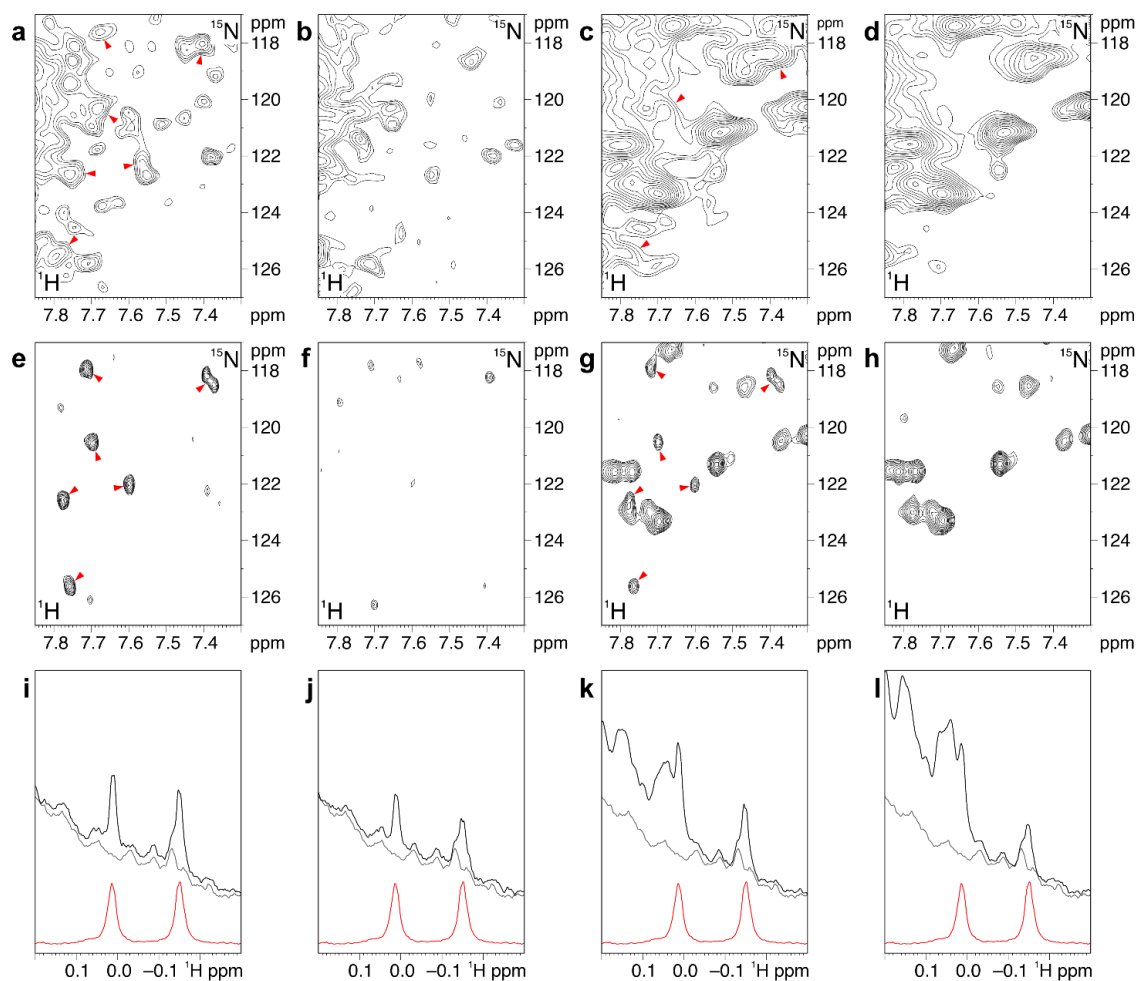 a 15N ppm b 15N ppm c 15N ppm d 15N ppm
118 118 118 118
120 120 120 120
122 122 122 122
124 124 124 124
126 126 126 126
1H 1H 1H 1H
7.8 7.7 7.6 7.5 7.4 ppm 7.8 7.7 7.6 7.5 7.4 ppm 7.8 7.7 7.6 7.5 7.4 ppm 7.8 7.7 7.6 7.5 7.4 ppm
e 15N ppm f 15N ppm g 15N ppm h 15N ppm
118 118 118 118
120 120 120 120
122 122 122 122
124 124 124 124
126 126 126 126
1H 1H 1H 1H
7.8 7.7 7.6 7.5 7.4 ppm 7.8 7.7 7.6 7.5 7.4 ppm 7.8 7.7 7.6 7.5 7.4 ppm 7.8 7.7 7.6 7.5 7.4 ppm
i j k l
0.1 0.0 –0.1 1H ppm 0.1 0.0 –0.1 1H ppm 0.1 0.0 –0.1 1H ppm 0.1 0.0 –0.1 1H ppm